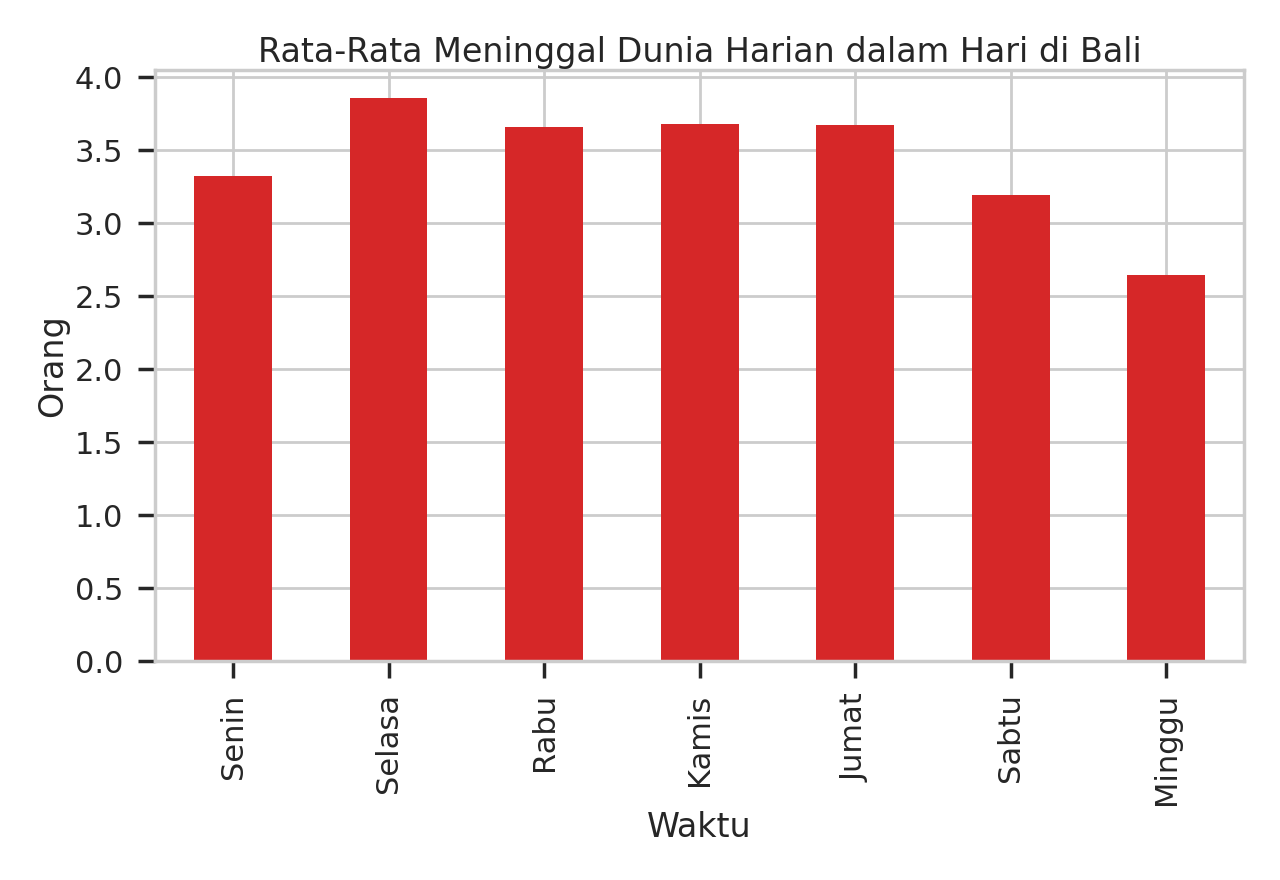 Rata-Rata Meninggal Dunia Harian dalam Hari di Bali
4.0
3.5
3.0
2.5
2.0
1.5
1.0
0.5
0.0
Orang
Senin
Selasa
Rabu
Kamis
Jumat
Sabtu
Minggu
Waktu